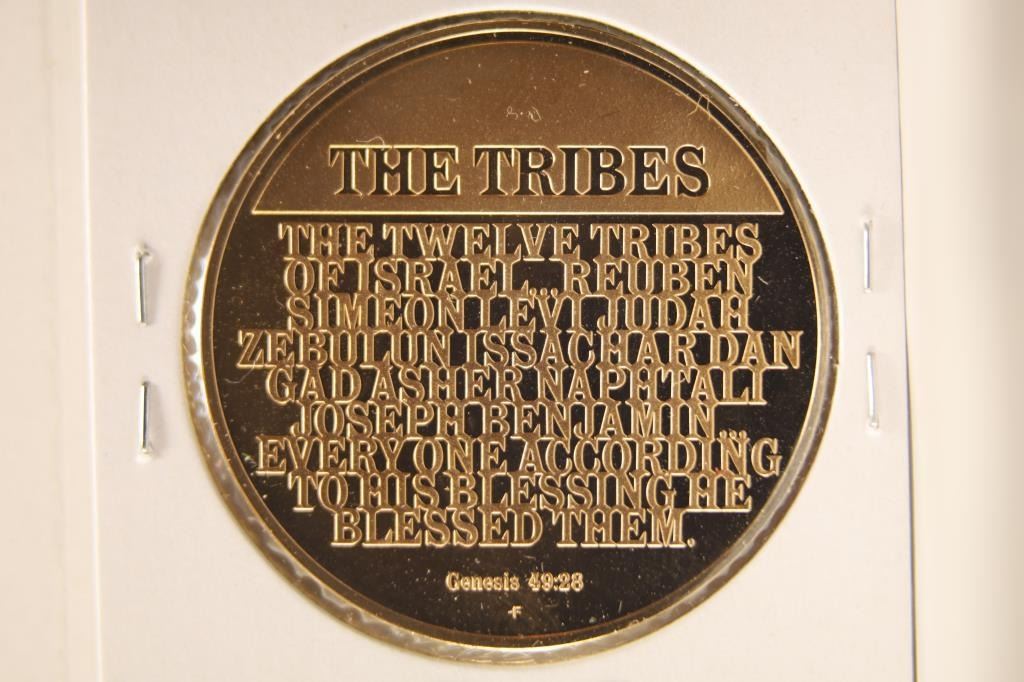 THE TRIBES
THE TWELVE TRIBES
OF ISRAEL... REUBEN
SIMEON LEVI JUDAH
ZEBULUN ISSACHAR DAN
GAD ASHER NAPHTALI
JOSEPH BENJAMIN...
EVERY ONE ACCORDING
TO HIS BLESSING HE
BLESSED THEM.
Genesis 49:28
F